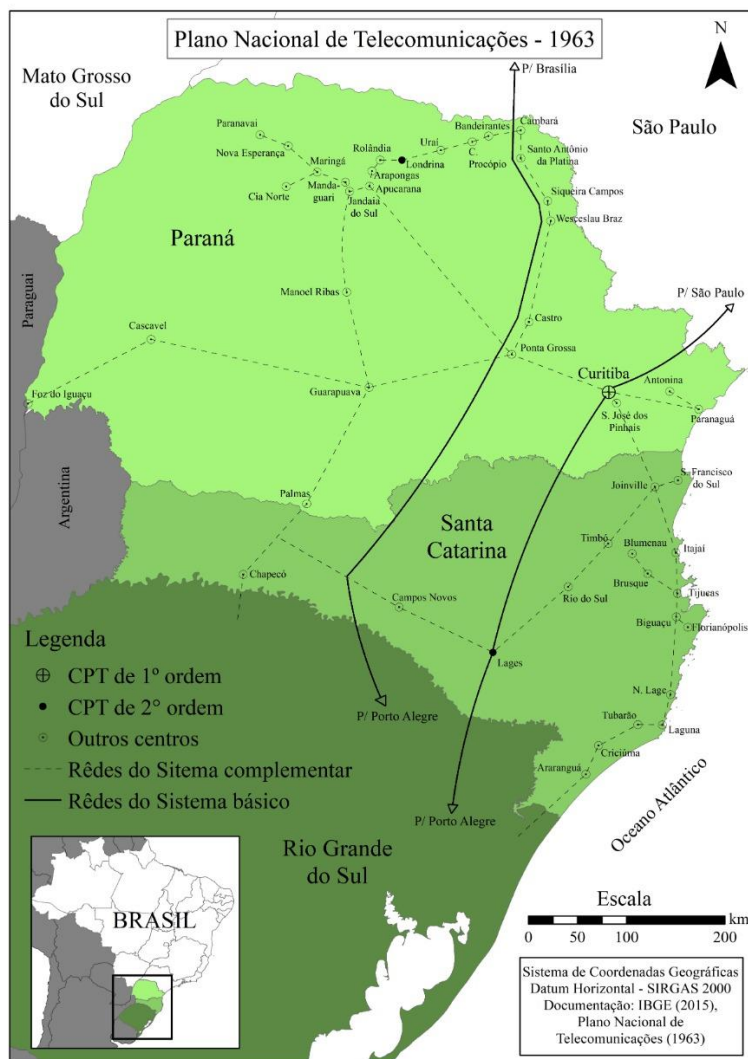 Plano Nacional de Telecomunicações - 1963
N
Mato Grosso
do Sul
P/ Brasília
São Paulo
Paranavai
Nova Esperança
Maringá
Cia Norte
Manda-
guari
Jandaia
do Sul
Rolândia
Arapongas
Apucarana
Londrina
Uraí
Bandeirantes
C.
Procópio
Cambará
Santo Antônio
da Platina
Siqueira Campos
Wesceslau Braz
Paraná
Paraguai
Manoel Ribas
Cascavel
Castro
P/ São Paulo
Ponta Grossa
Curitiba
Antonina
Foz do Iguaçu
Guarapuava
S. José dos
Pinhais
Paranaguá
Argentina
Palmas
Santa
Catarina
Joinville
S. Francisco
do Sul
Timbó
Blumenau
Itajaí
Chapecó
Campos Novos
Rio do Sul
Brusque
Tijucas
Biguaçu
Florianópolis
Legenda
CPT de 1º ordem
CPT de 2° ordem
Outros centros
Rêdes do Sitema complementar
Rêdes do Sistema básico
Lages
P/ Porto Alegre
N. Lage
Tubarão
Laguna
Criciúma
Araranguá
P/ Porto Alegre
Oceano Atlântico
Rio Grande
do Sul
BRASIL
Escala
km
0 50 100 200
Sistema de Coordenadas Geográficas
Datum Horizontal - SIRGAS 2000
Documentação: IBGE (2015),
Plano Nacional de
Telecomunicações (1963)